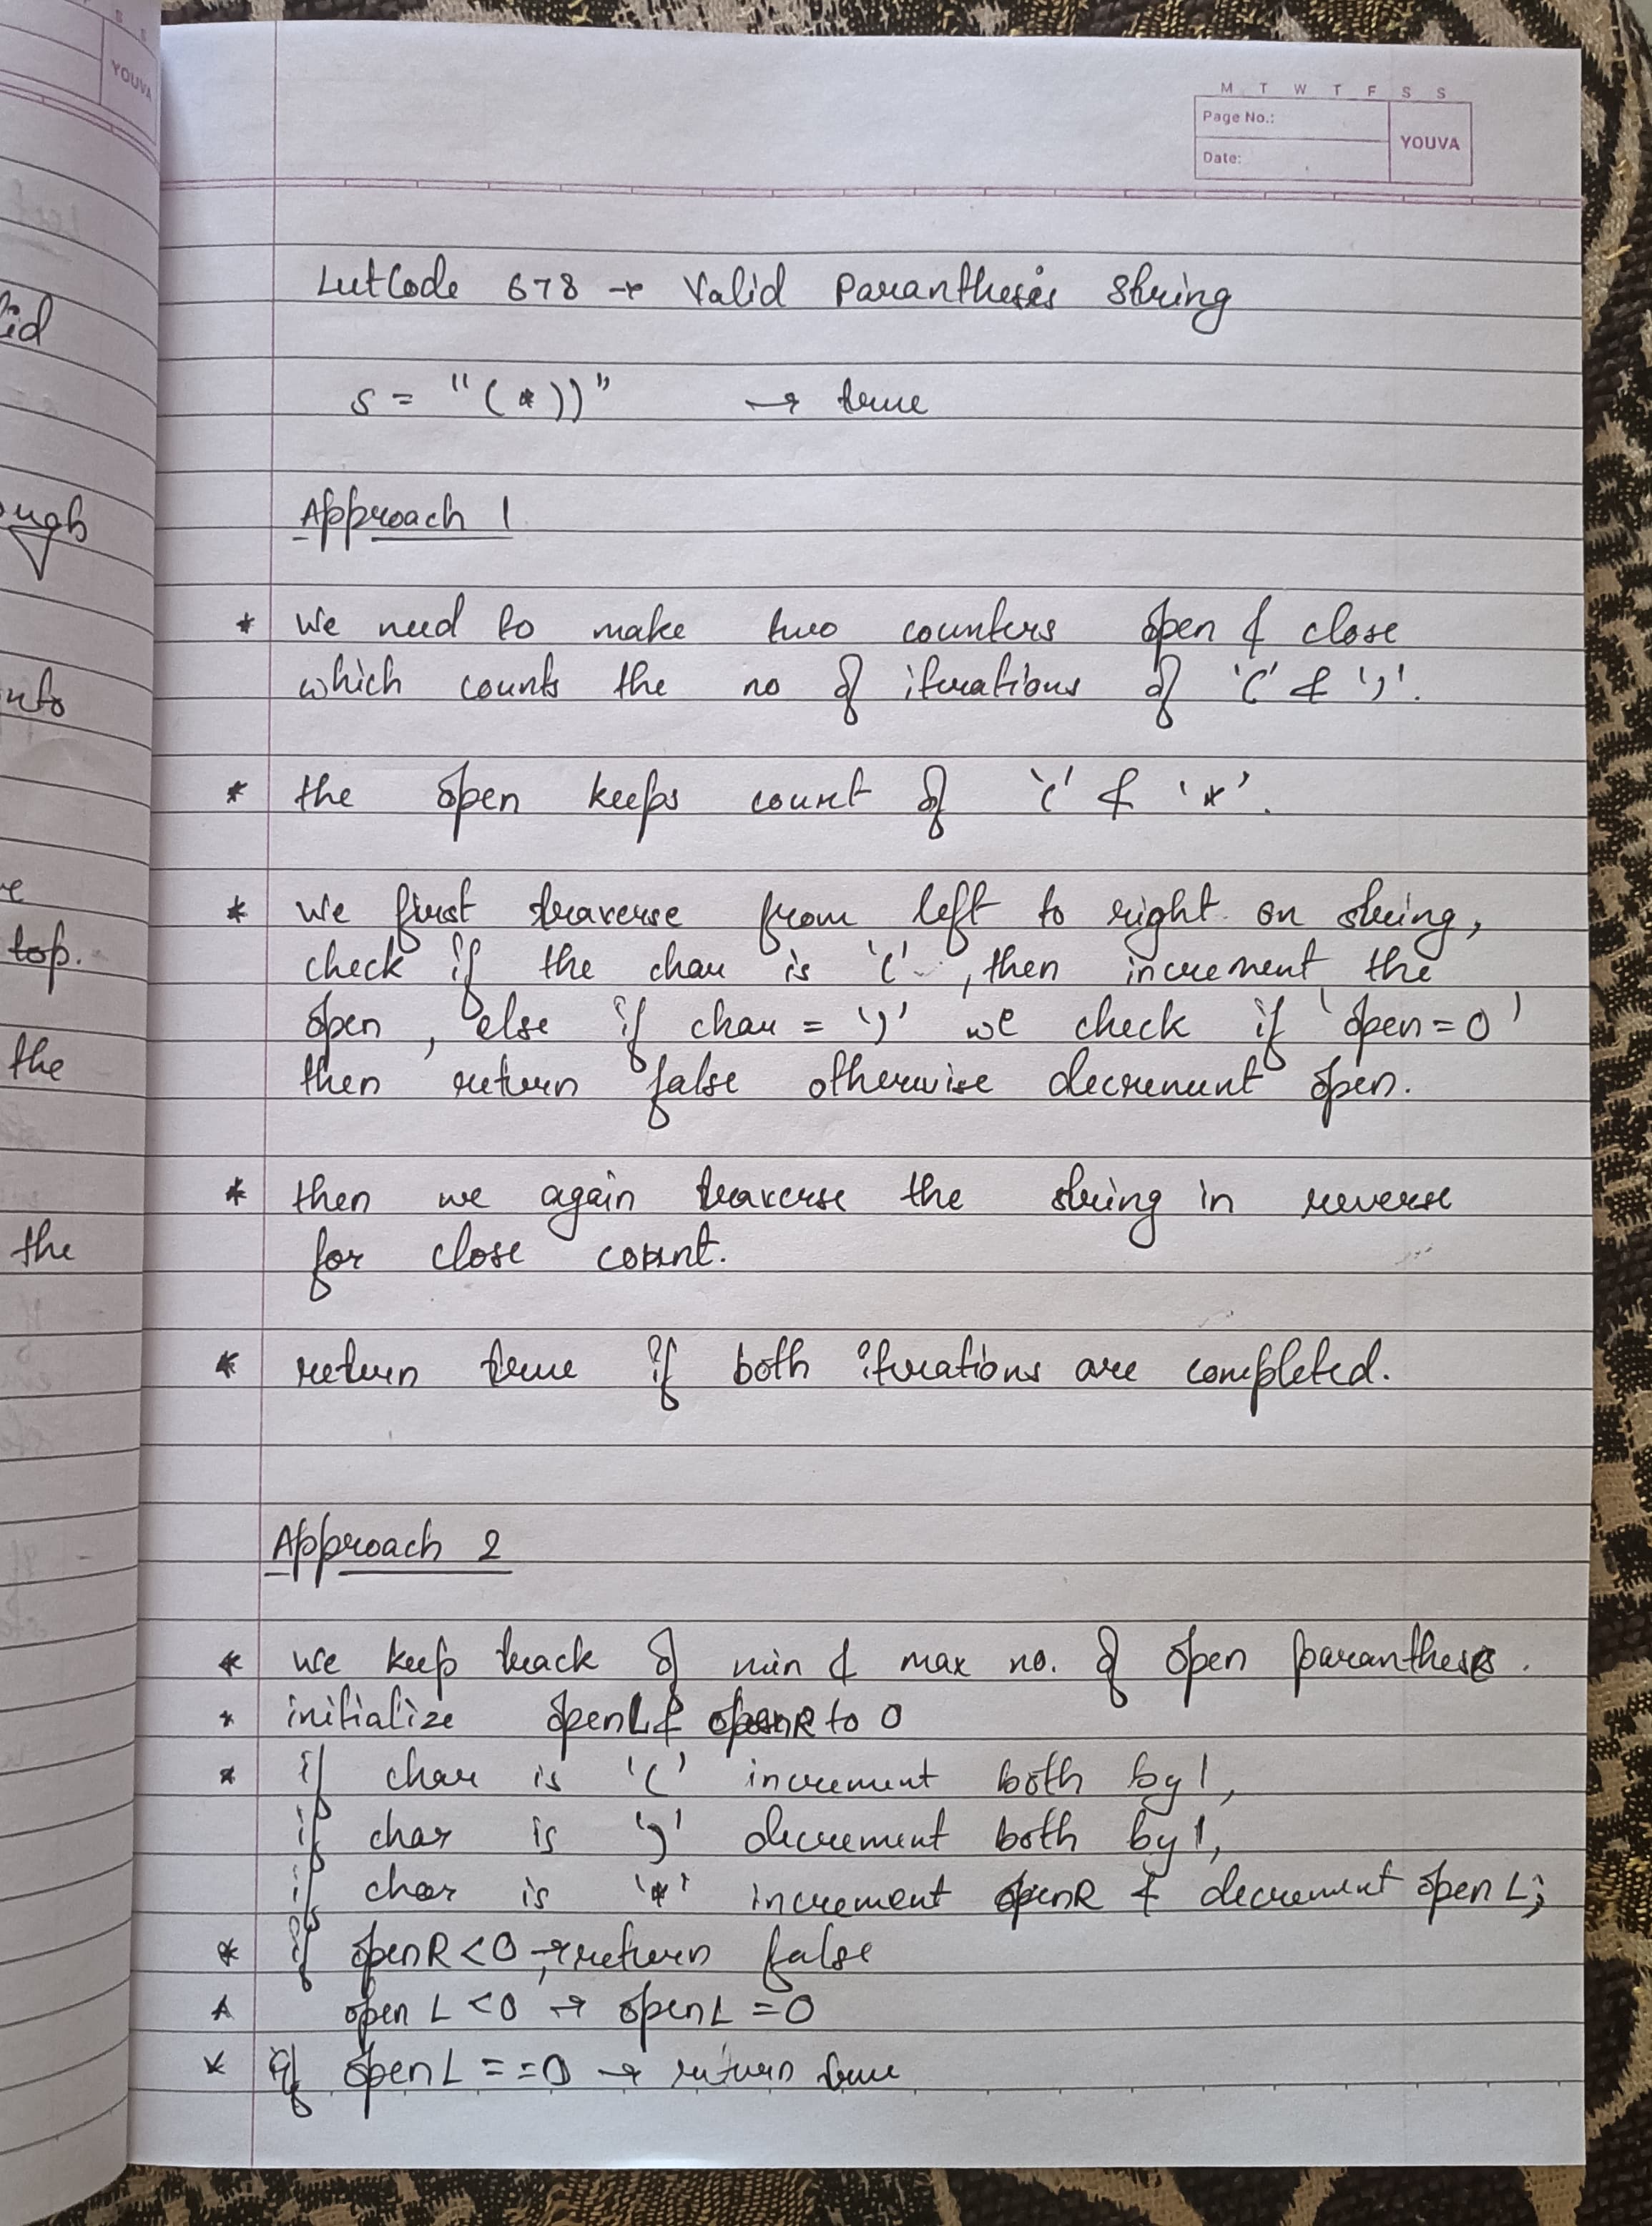 YOUVA
lid
ough
into
re
top.
the
the
M T W T F S S
Page No.:
YOUVA
Date:
LeetCode 678 → Valid Paranthesis String
s = "(*))" → true
Approach 1
* we need to make two counters open & close
which counts the no of iterations of '(' & ')'.
* the open keeps count of '(' & '*'.
* we first traverse from left to right on string,
check if the char is '(' , then increment the
open, else if char = ')' we check if 'open=0'
then return false otherwise decrement open.
* then we again traverse the string in reverse
for close count.
* return true if both iterations are completed.
Approach 2
* we keep track of min & max no. of open parantheses.
* initialize openL & openR to 0
* if char is '(' increment both by 1,
if char is ')' decrement both by 1,
if char is '*' increment openR & decrement openL;
* if openR<0 → return false
* openL<0 → openL=0
* if openL==0 → return true